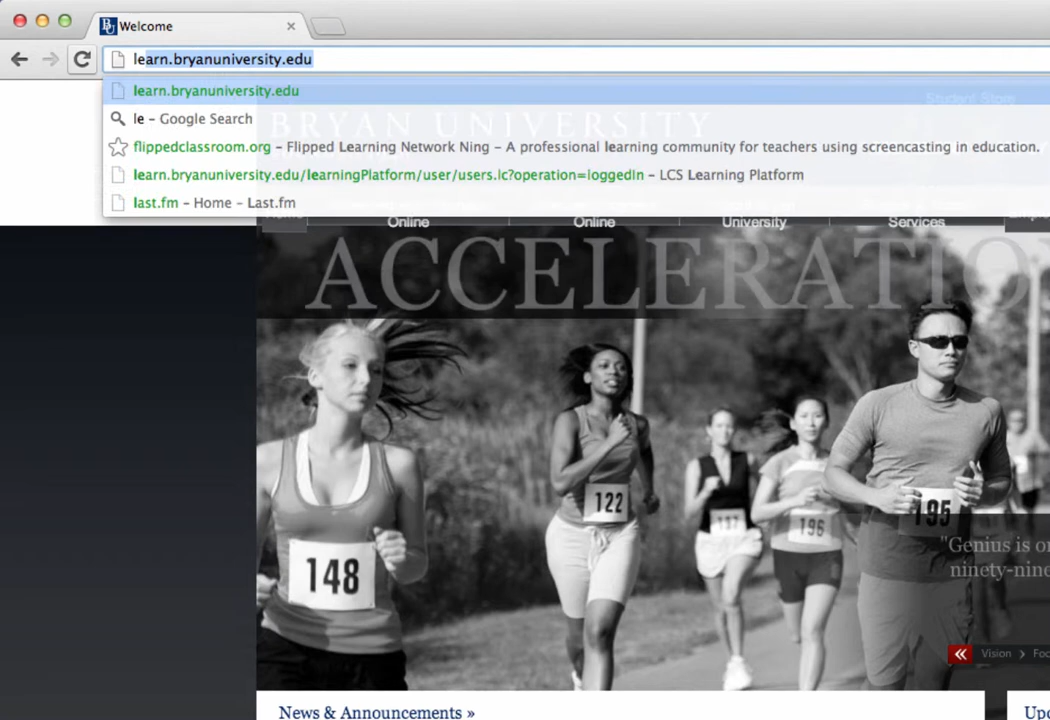 Welcome
learn.bryanuniversity.edu
learn.bryanuniversity.edu
le – Google Search
flippedclassroom.org – Flipped Learning Network Ning – A professional learning community for teachers using screencasting in education.
learn.bryanuniversity.edu/learningPlatform/user/users.lc?operation=loggedIn – LCS Learning Platform
last.fm – Home – Last.fm
Student Store
BRYAN UNIVERSITY
Home
Online
Online
University
Services
ACCELERATIO
122
137
196
195
148
"Genius is on
ninety-nine
Vision > Foc
News & Announcements »
Upc